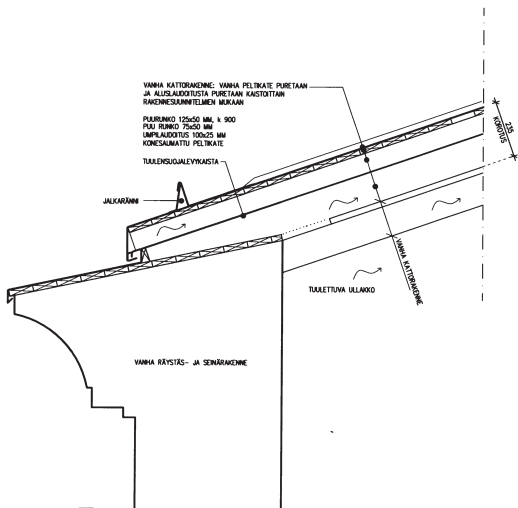 VANHA KATTORAKENNE: VANHA PELTIKATE PURETAAN
JA ALUSLAUDOITUSTA PURETAAN KAISTOITTAIN
RAKENNESUUNNITELMIEN MUKAAN
PUURUNKO 125x50 MM, k 900
PUU RUNKO 75x50 MM
UMPILAUDOITUS 100x25 MM
KONESAUMATTU PELTIKATE
TUULENSUOJALEVYKAISTA
JALKARÄNNI
235
KOROTUS
VANHA KATTORAKENNE
TUULETTUVA ULLAKKO
VANHA RÄYSTÄS- JA SEINÄRAKENNE